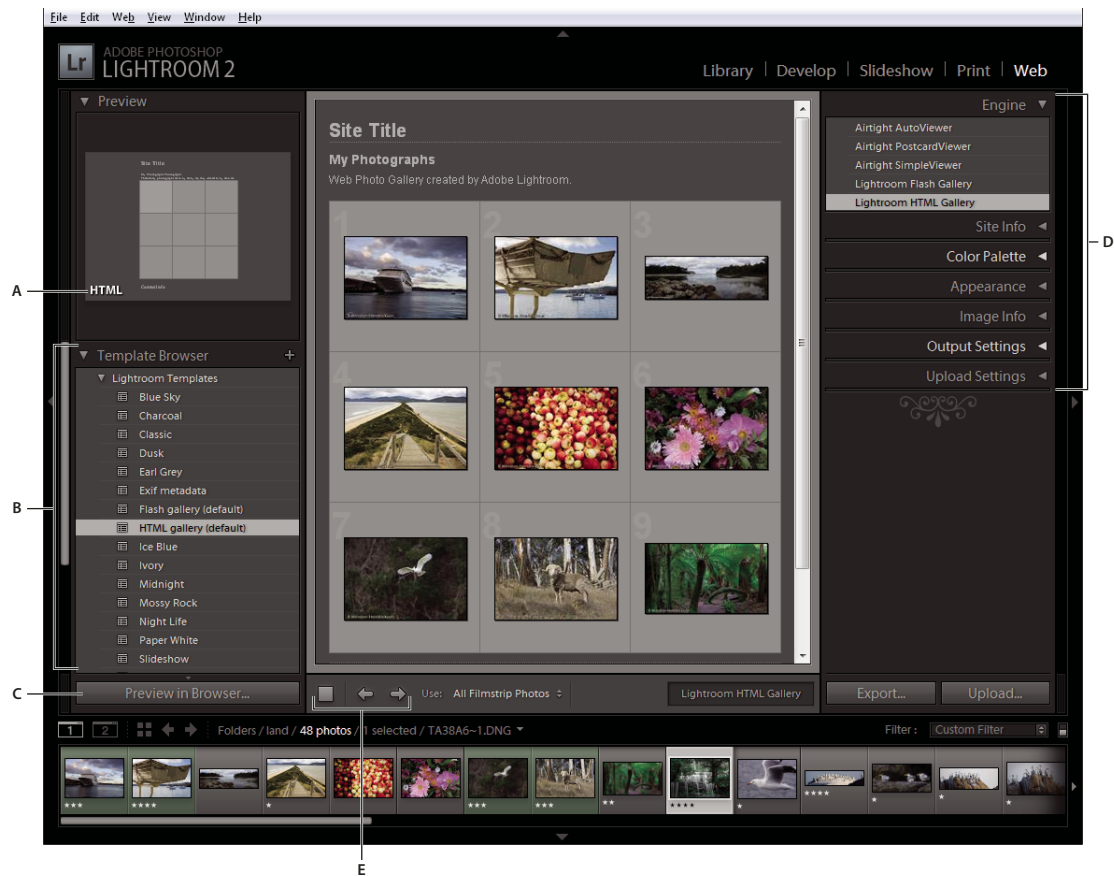 File Edit Web View Window Help
Lr
ADOBE PHOTOSHOP
LIGHTROOM 2
Library | Develop | Slideshow | Print | Web
Preview
Site Title
HTML
A
Template Browser +
Lightroom Templates
Blue Sky
Charcoal
Classic
Dusk
Earl Grey
Exif metadata
Flash gallery (default)
HTML gallery (default)
Ice Blue
Ivory
Midnight
Mossy Rock
Night Life
Paper White
Slideshow
B
Preview in Browser...
C
Site Title
My Photographs
Web Photo Gallery created by Adobe Lightroom.
1
2
3
4
5
6
7
8
9
Use: All Filmstrip Photos
Lightroom HTML Gallery
E
Engine
Airtight AutoViewer
Airtight PostcardViewer
Airtight SimpleViewer
Lightroom Flash Gallery
Lightroom HTML Gallery
Site Info
Color Palette
Appearance
Image Info
Output Settings
Upload Settings
D
Export...
Upload...
1 2
Folders / land / 48 photos / 1 selected / TA38A6~1.DNG
Filter : Custom Filter